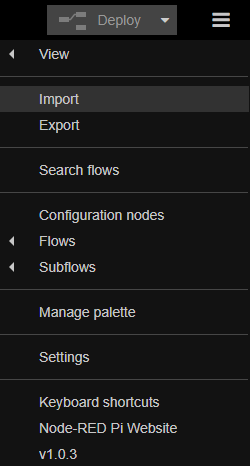 Deploy
View
Import
Export
Search flows
Configuration nodes
Flows
Subflows
Manage palette
Settings
Keyboard shortcuts
Node-RED Pi Website
v1.0.3